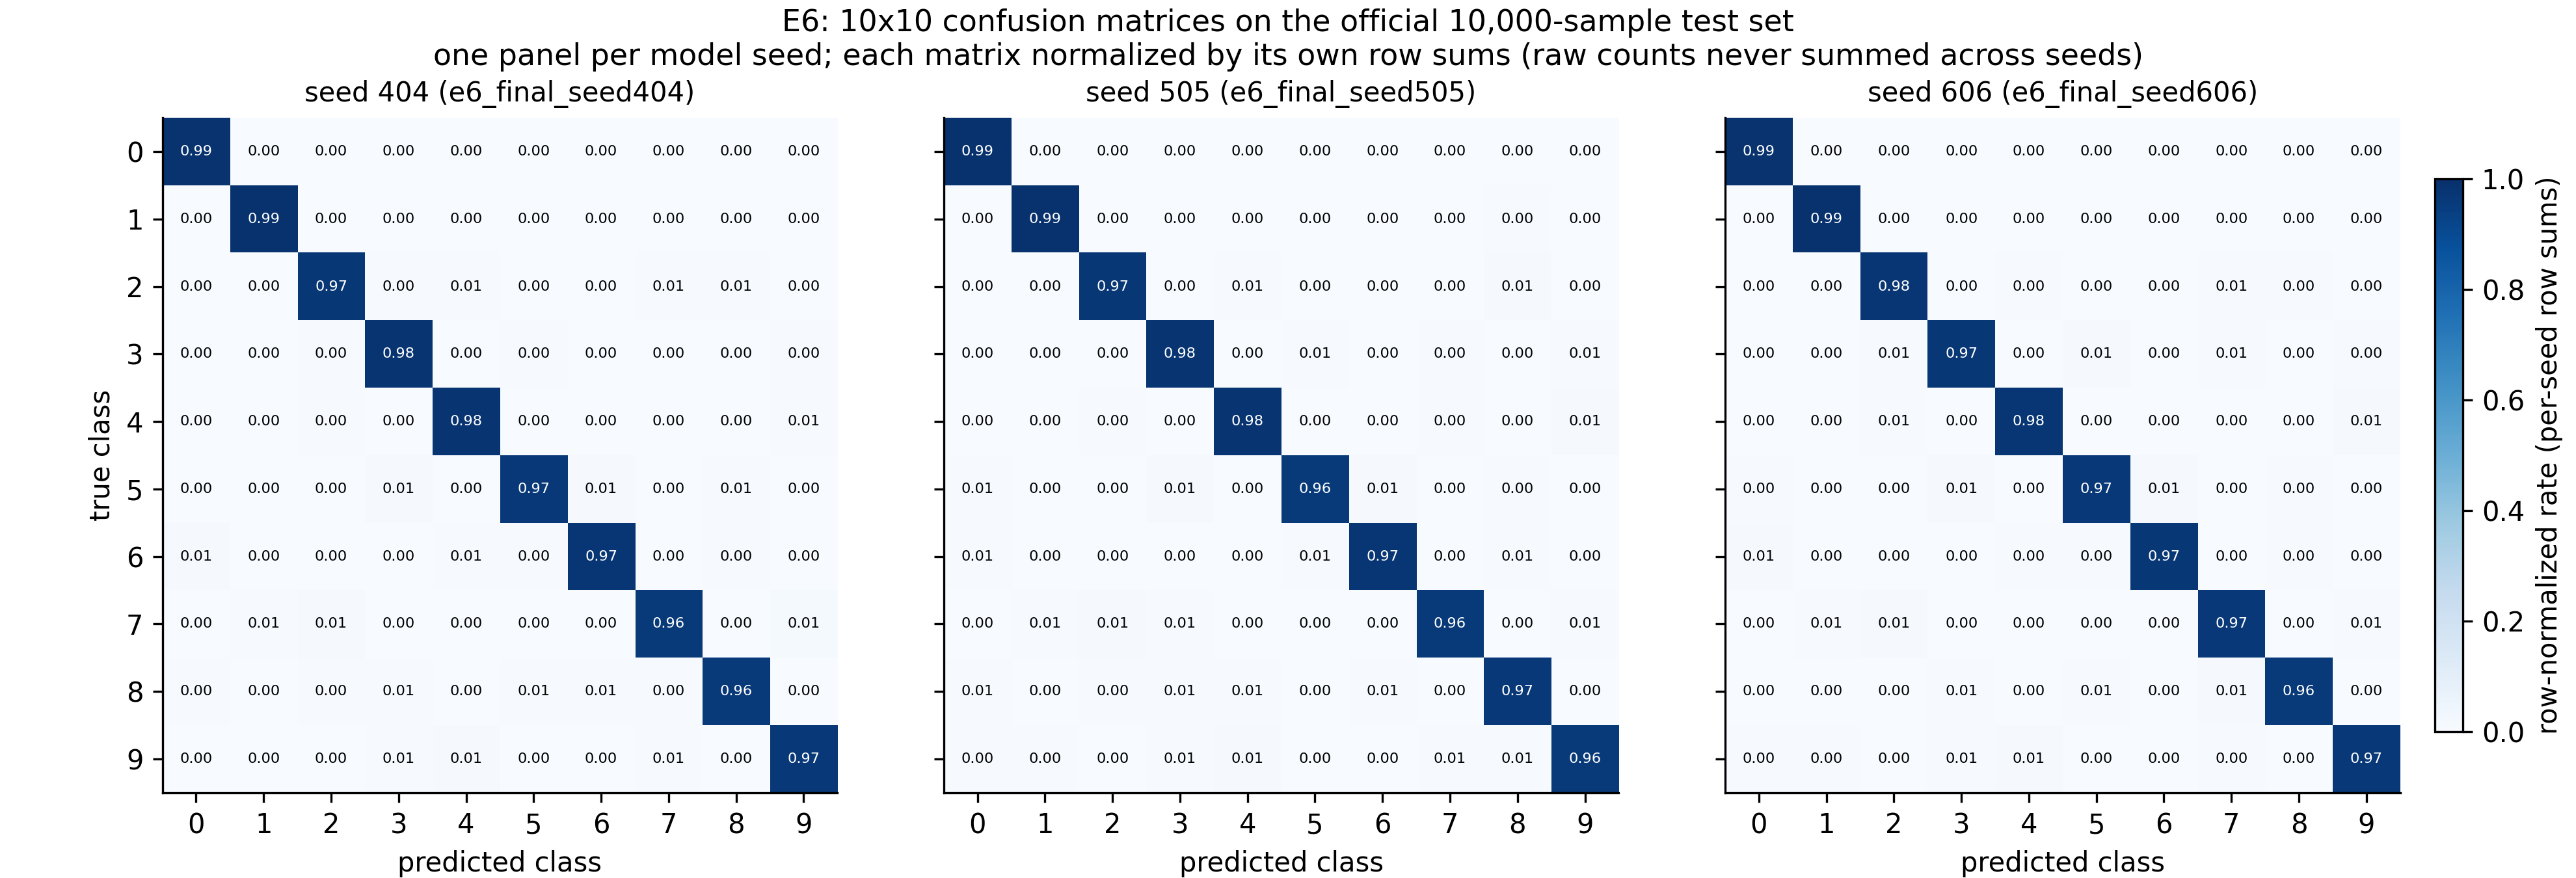 E6: 10x10 confusion matrices on the official 10,000-sample test set
one panel per model seed; each matrix normalized by its own row sums (raw counts never summed across seeds)
seed 404 (e6_final_seed404)
true class
0 0.99 0.00 0.00 0.00 0.00 0.00 0.00 0.00 0.00 0.00
1 0.00 0.99 0.00 0.00 0.00 0.00 0.00 0.00 0.00 0.00
2 0.00 0.00 0.97 0.00 0.01 0.00 0.00 0.01 0.01 0.00
3 0.00 0.00 0.00 0.98 0.00 0.00 0.00 0.00 0.00 0.00
4 0.00 0.00 0.00 0.00 0.98 0.00 0.00 0.00 0.00 0.01
5 0.00 0.00 0.00 0.01 0.00 0.97 0.01 0.00 0.01 0.00
6 0.01 0.00 0.00 0.00 0.01 0.00 0.97 0.00 0.00 0.00
7 0.00 0.01 0.01 0.00 0.00 0.00 0.00 0.96 0.00 0.01
8 0.00 0.00 0.00 0.01 0.00 0.01 0.01 0.00 0.96 0.00
9 0.00 0.00 0.00 0.01 0.01 0.00 0.00 0.01 0.00 0.97
0 1 2 3 4 5 6 7 8 9
predicted class
seed 505 (e6_final_seed505)
0.99 0.00 0.00 0.00 0.00 0.00 0.00 0.00 0.00 0.00
0.00 0.99 0.00 0.00 0.00 0.00 0.00 0.00 0.00 0.00
0.00 0.00 0.97 0.00 0.01 0.00 0.00 0.00 0.01 0.00
0.00 0.00 0.00 0.98 0.00 0.01 0.00 0.00 0.00 0.01
0.00 0.00 0.00 0.00 0.98 0.00 0.00 0.00 0.00 0.01
0.01 0.00 0.00 0.01 0.00 0.96 0.01 0.00 0.00 0.00
0.01 0.00 0.00 0.00 0.00 0.01 0.97 0.00 0.01 0.00
0.00 0.01 0.01 0.01 0.00 0.00 0.00 0.96 0.00 0.01
0.01 0.00 0.00 0.01 0.01 0.00 0.01 0.00 0.97 0.00
0.00 0.00 0.00 0.01 0.01 0.00 0.00 0.01 0.01 0.96
0 1 2 3 4 5 6 7 8 9
predicted class
seed 606 (e6_final_seed606)
0.99 0.00 0.00 0.00 0.00 0.00 0.00 0.00 0.00 0.00
0.00 0.99 0.00 0.00 0.00 0.00 0.00 0.00 0.00 0.00
0.00 0.00 0.98 0.00 0.00 0.00 0.00 0.01 0.00 0.00
0.00 0.00 0.01 0.97 0.00 0.01 0.00 0.01 0.00 0.00
0.00 0.00 0.01 0.00 0.98 0.00 0.00 0.00 0.00 0.01
0.00 0.00 0.00 0.01 0.00 0.97 0.01 0.00 0.00 0.00
0.01 0.00 0.00 0.00 0.00 0.00 0.97 0.00 0.00 0.00
0.00 0.01 0.01 0.00 0.00 0.00 0.00 0.97 0.00 0.01
0.00 0.00 0.00 0.01 0.01 0.00 0.00 0.01 0.96 0.00
0.00 0.00 0.00 0.01 0.01 0.00 0.00 0.00 0.00 0.97
0 1 2 3 4 5 6 7 8 9
predicted class
1.0
0.8
0.6
0.4
0.2
0.0
row-normalized rate (per-seed row sums)